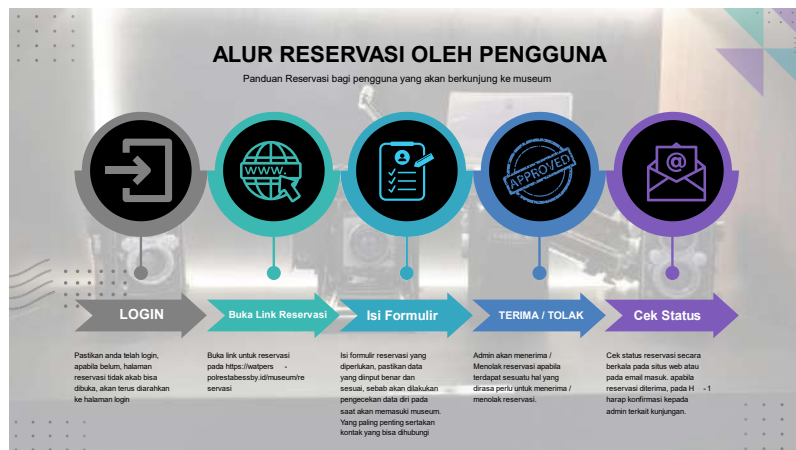 ALUR RESERVASI OLEH PENGGUNA
Panduan Reservasi bagi pengguna yang akan berkunjung ke museum
WWW.
APPROVED
@
LOGIN
Buka Link Reservasi
Isi Formulir
TERIMA / TOLAK
Cek Status
Pastikan anda telah login,
apabila belum, halaman
reservasi tidak akab bisa
dibuka, akan terus diarahkan
ke halaman login
Buka link untuk reservasi
pada https://watpers -
polrestabessby.id/museum/re
servasi
Isi formulir reservasi yang
diperlukan, pastikan data
yang diinput benar dan
sesuai, sebab akan dilakukan
pengecekan data diri pada
saat akan memasuki museum.
Yang paling penting sertakan
kontak yang bisa dihubungi
Admin akan menerima /
Menolak reservasi apabila
terdapat sesuatu hal yang
dirasa perlu untuk menerima /
menolak reservasi.
Cek status reservasi secara
berkala pada situs web atau
pada email masuk. apabila
reservasi diterima, pada H -1
harap konfirmasi kepada
admin terkait kunjungan.